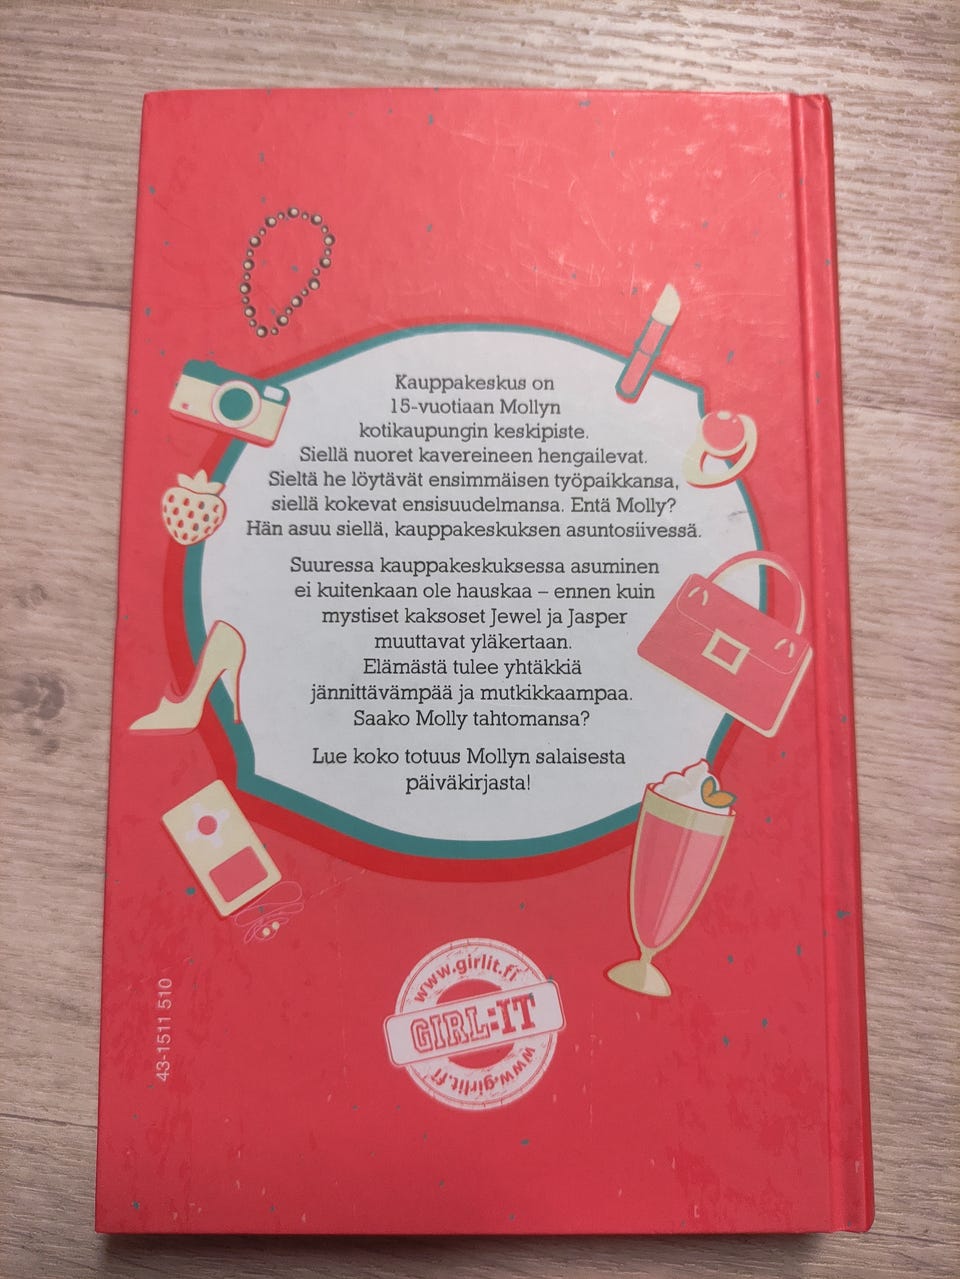 Kauppakeskus on
15-vuotiaan Mollyn
kotikaupungin keskipiste.
Siellä nuoret kavereineen hengailevat.
Sieltä he löytävät ensimmäisen työpaikkansa,
siellä kokevat ensisuudelmansa. Entä Molly?
Hän asuu siellä, kauppakeskuksen asuntosiivessä.
Suuressa kauppakeskuksessa asuminen
ei kuitenkaan ole hauskaa – ennen kuin
mystiset kaksoset Jewel ja Jasper
muuttavat yläkertaan.
Elämästä tulee yhtäkkiä
jännittävämpää ja mutkikkaampaa.
Saako Molly tahtomansa?
Lue koko totuus Mollyn salaisesta
päiväkirjasta!
www.girlit.fi
GIRL:IT
www.girlit.fi
43-1511 510